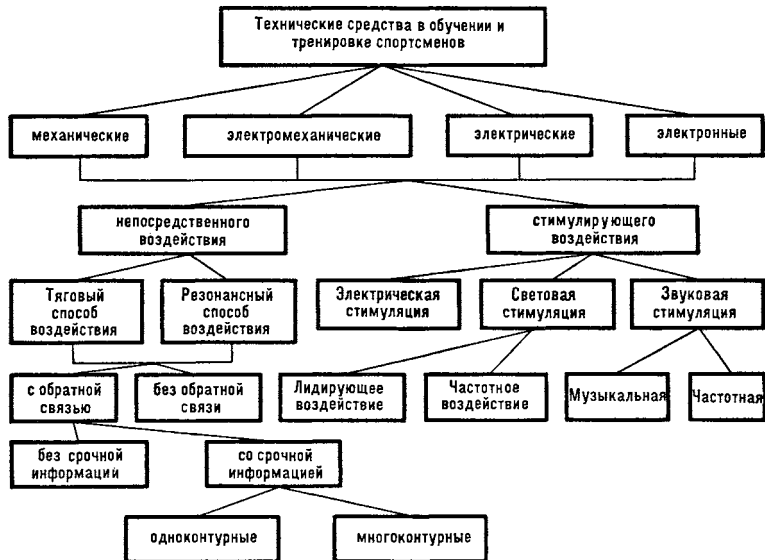 Технические средства в обучении и
тренировке спортсменов
механические
электромеханические
электрические
электронные
непосредственного
воздействия
стимулирующего
воздействия
Тяговый
способ
воздействия
Резонансный
способ
воздействия
Электрическая
стимуляция
Световая
стимуляция
Звуковая
стимуляция
с обратной
связью
без обратной
связи
Лидирующее
воздействие
Частотное
воздействие
Музыкальная
Частотная
без срочной
информации
со срочной
информацией
одноконтурные
многоконтурные